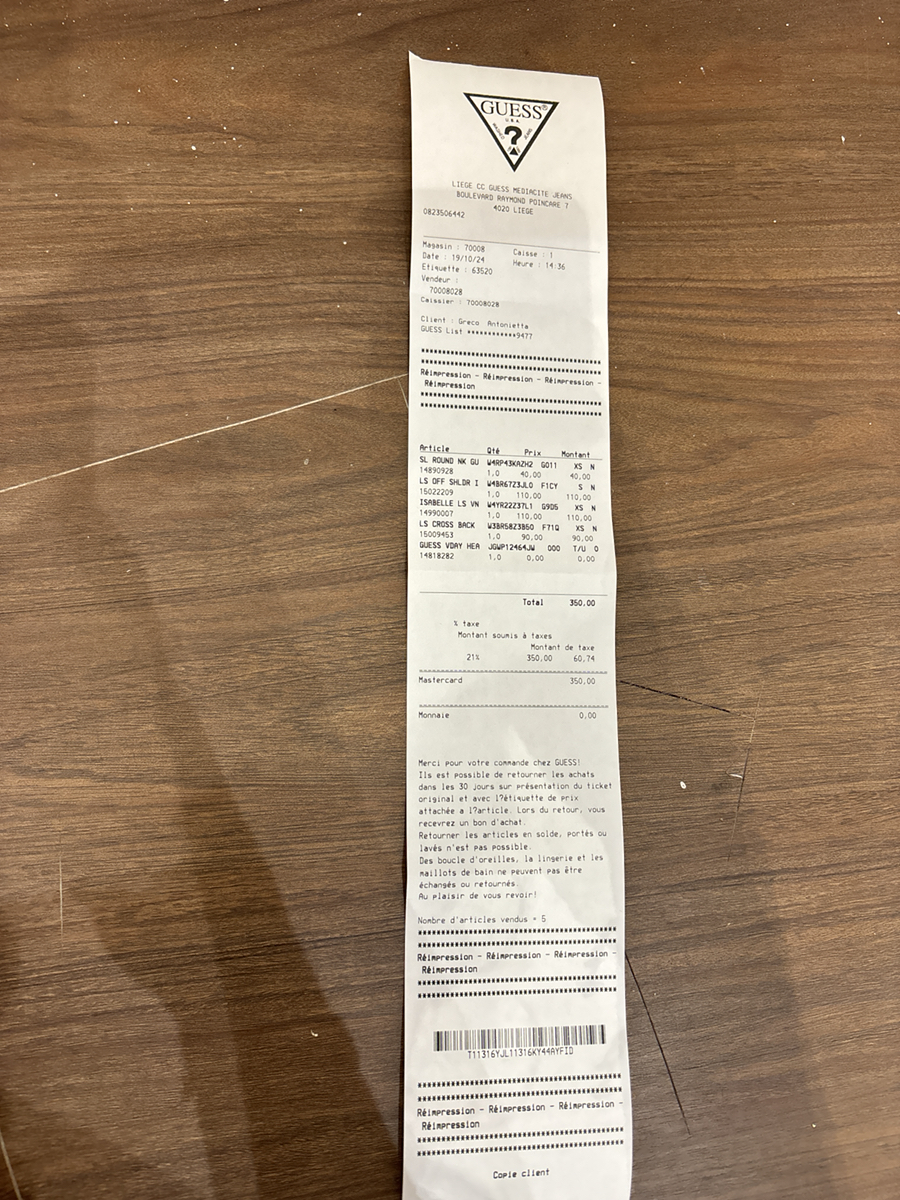 GUESS®
U.S.A.
WASHED JEANS
?
LIEGE CC GUESS MEDIACITE JEANS
BOULEVARD RAYMOND POINCARE 7
4020 LIEGE
0823506442
Magasin : 70008 Caisse : 1
Date : 19/10/24 Heure : 14:36
Etiquette : 63520
Vendeur :
70008028
Caissier : 70008028
Client : Greco Antonietta
GUESS List ************9477
Réimpression - Réimpression - Réimpression -
Réimpression
Article Qté Prix Montant
SL ROUND NK GU W4RP43KAZH2 G011 XS N
14890928 1,0 40,00 40,00
LS OFF SHLDR I W4BR67Z3JL0 F1CY S N
15022209 1,0 110,00 110,00
ISABELLE LS VN W4YR22Z37L1 G9D5 XS N
14990007 1,0 110,00 110,00
LS CROSS BACK W3BR58Z3B60 F71Q XS N
15009453 1,0 90,00 90,00
GUESS VDAY HEA JGWP12464JW 000 T/U O
14818282 1,0 0,00 0,00
Total 350,00
% taxe
Montant soumis à taxes
Montant de taxe
21% 350,00 60,74
Mastercard 350,00
Monnaie 0,00
Merci pour votre commande chez GUESS!
Ils est possible de retourner les achats
dans les 30 jours sur présentation du ticket
original et avec l?étiquette de prix
attachée a l?article. Lors du retour, vous
recevrez un bon d'achat.
Retourner les articles en solde, portés ou
lavés n'est pas possible.
Des boucle d'oreilles, la lingerie et les
maillots de bain ne peuvent pas être
échangés ou retournés.
Au plaisir de vous revoir!
Nombre d'articles vendus = 5
Réimpression - Réimpression - Réimpression -
Réimpression
T11316YJL11316KY44AYFID
Réimpression - Réimpression - Réimpression -
Réimpression
Copie client